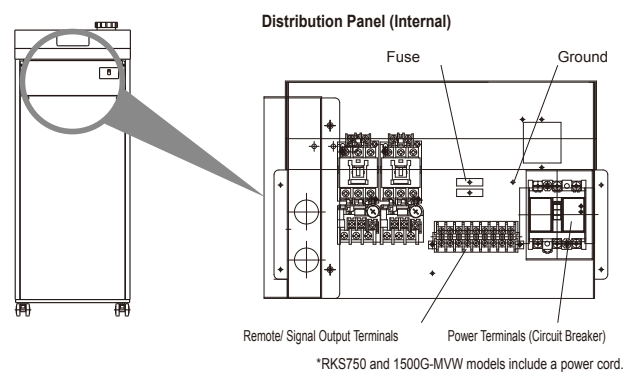 Distribution Panel (Internal)
Fuse
Ground
Remote/ Signal Output Terminals
Power Terminals (Circuit Breaker)
*RKS750 and 1500G-MVW models include a power cord.